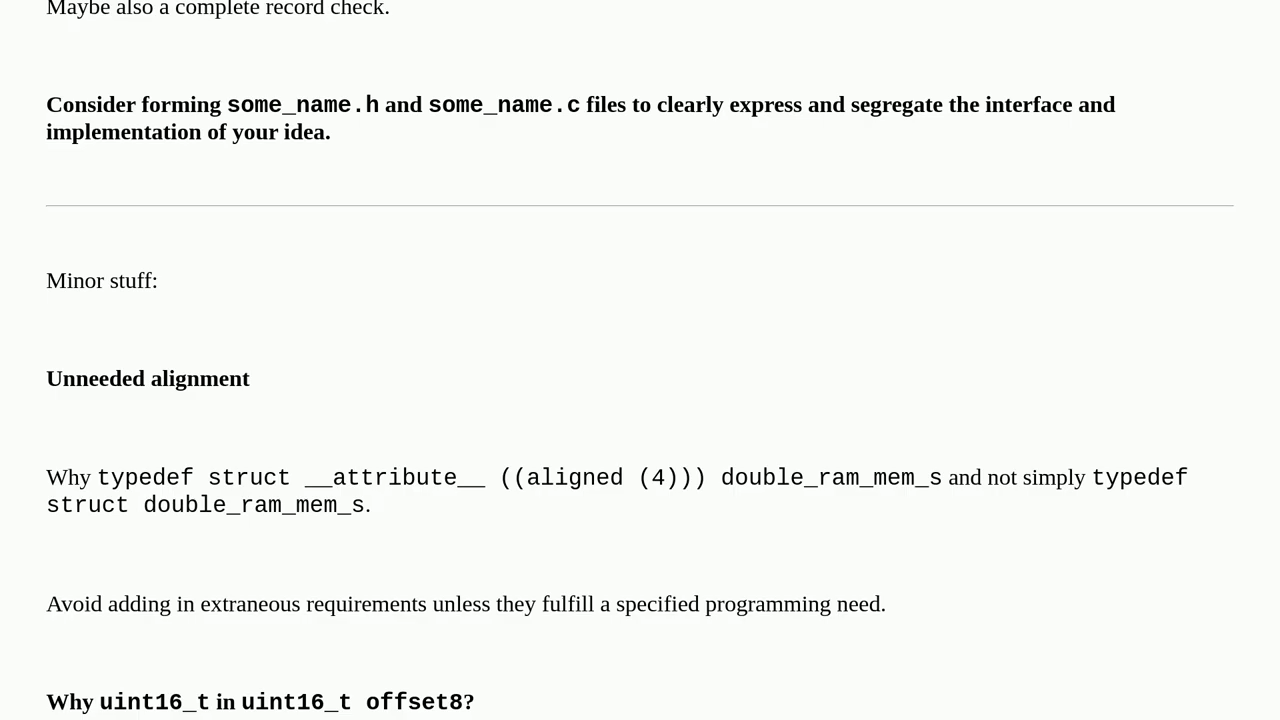 Maybe also a complete record check.
Consider forming some_name.h and some_name.c files to clearly express and segregate the interface and
implementation of your idea.
Minor stuff:
Unneeded alignment
Why typedef struct __attribute__ ((aligned (4))) double_ram_mem_s and not simply typedef
struct double_ram_mem_s.
Avoid adding in extraneous requirements unless they fulfill a specified programming need.
Why uint16_t in uint16_t offset8?